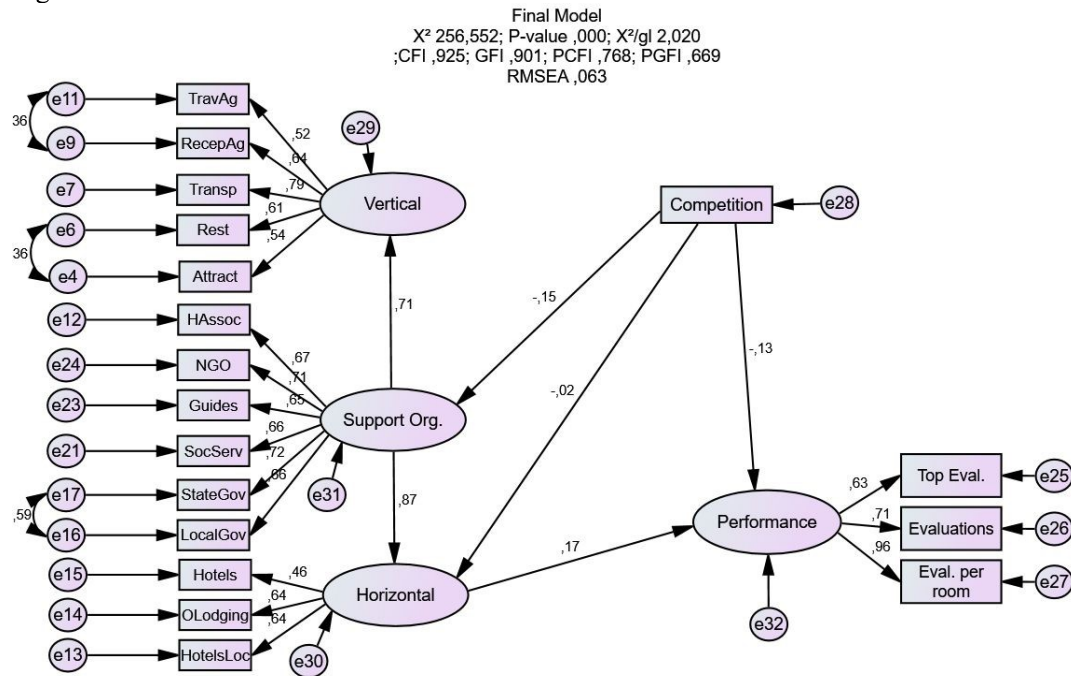 Final Model
X² 256,552; P-value ,000; X²/gl 2,020
;CFI ,925; GFI ,901; PCFI ,768; PGFI ,669
RMSEA ,063
e11
TravAg
36
e9
RecepAg
,52
,64
e29
e7
Transp
,79
Vertical
e6
Rest
,61
36
e4
Attract
,54
Competition
e28
e12
HAssoc
,71
-,15
-,13
e24
NGO
,67
,71
e23
Guides
,65
-,02
e21
SocServ
,66
Support Org.
,72
e17
StateGov
,66
e31
,59
e16
LocalGov
,87
e15
Hotels
,46
e14
OLodging
,64
Horizontal
,64
e13
HotelsLoc
e30
,17
Performance
e32
,63
Top Eval.
e25
,71
Evaluations
e26
,96
Eval. per
room
e27